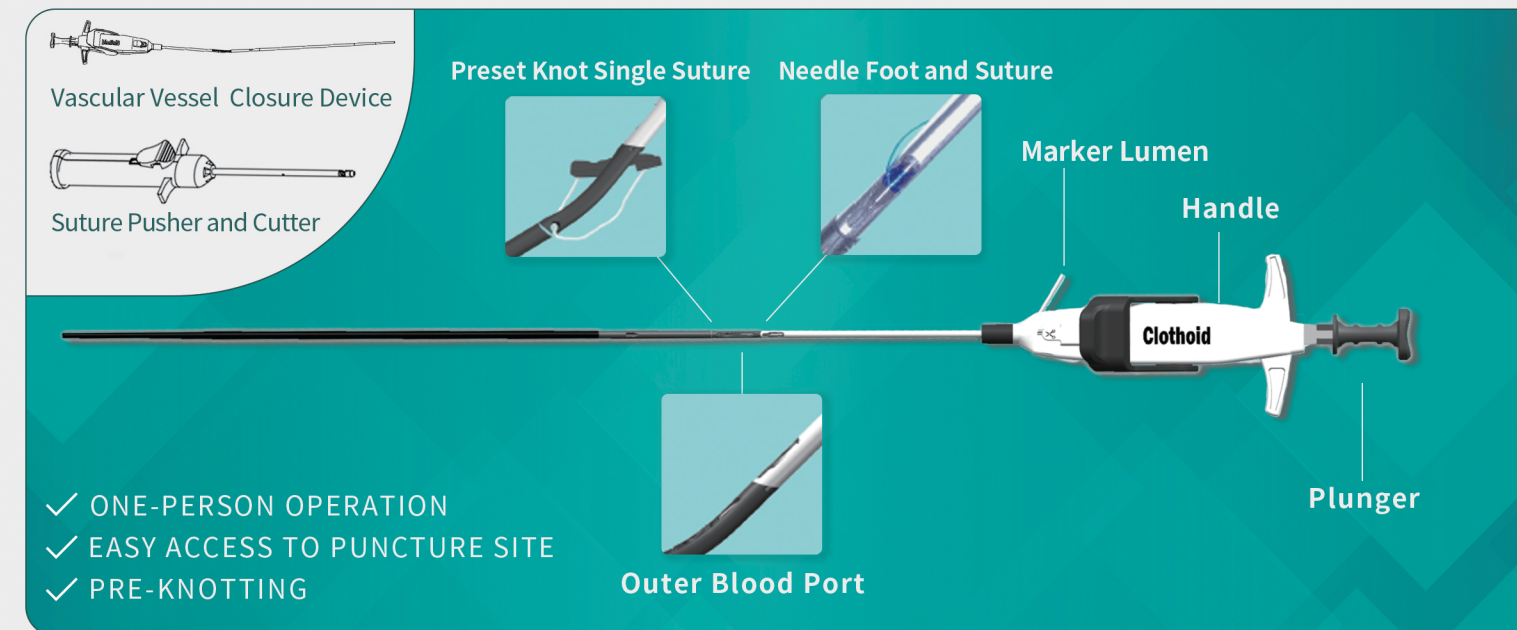 Vascular Vessel Closure Device
Suture Pusher and Cutter
Preset Knot Single Suture
Needle Foot and Suture
Marker Lumen
Handle
Clothoid
Plunger
Outer Blood Port
ONE-PERSON OPERATION
EASY ACCESS TO PUNCTURE SITE
PRE-KNOTTING